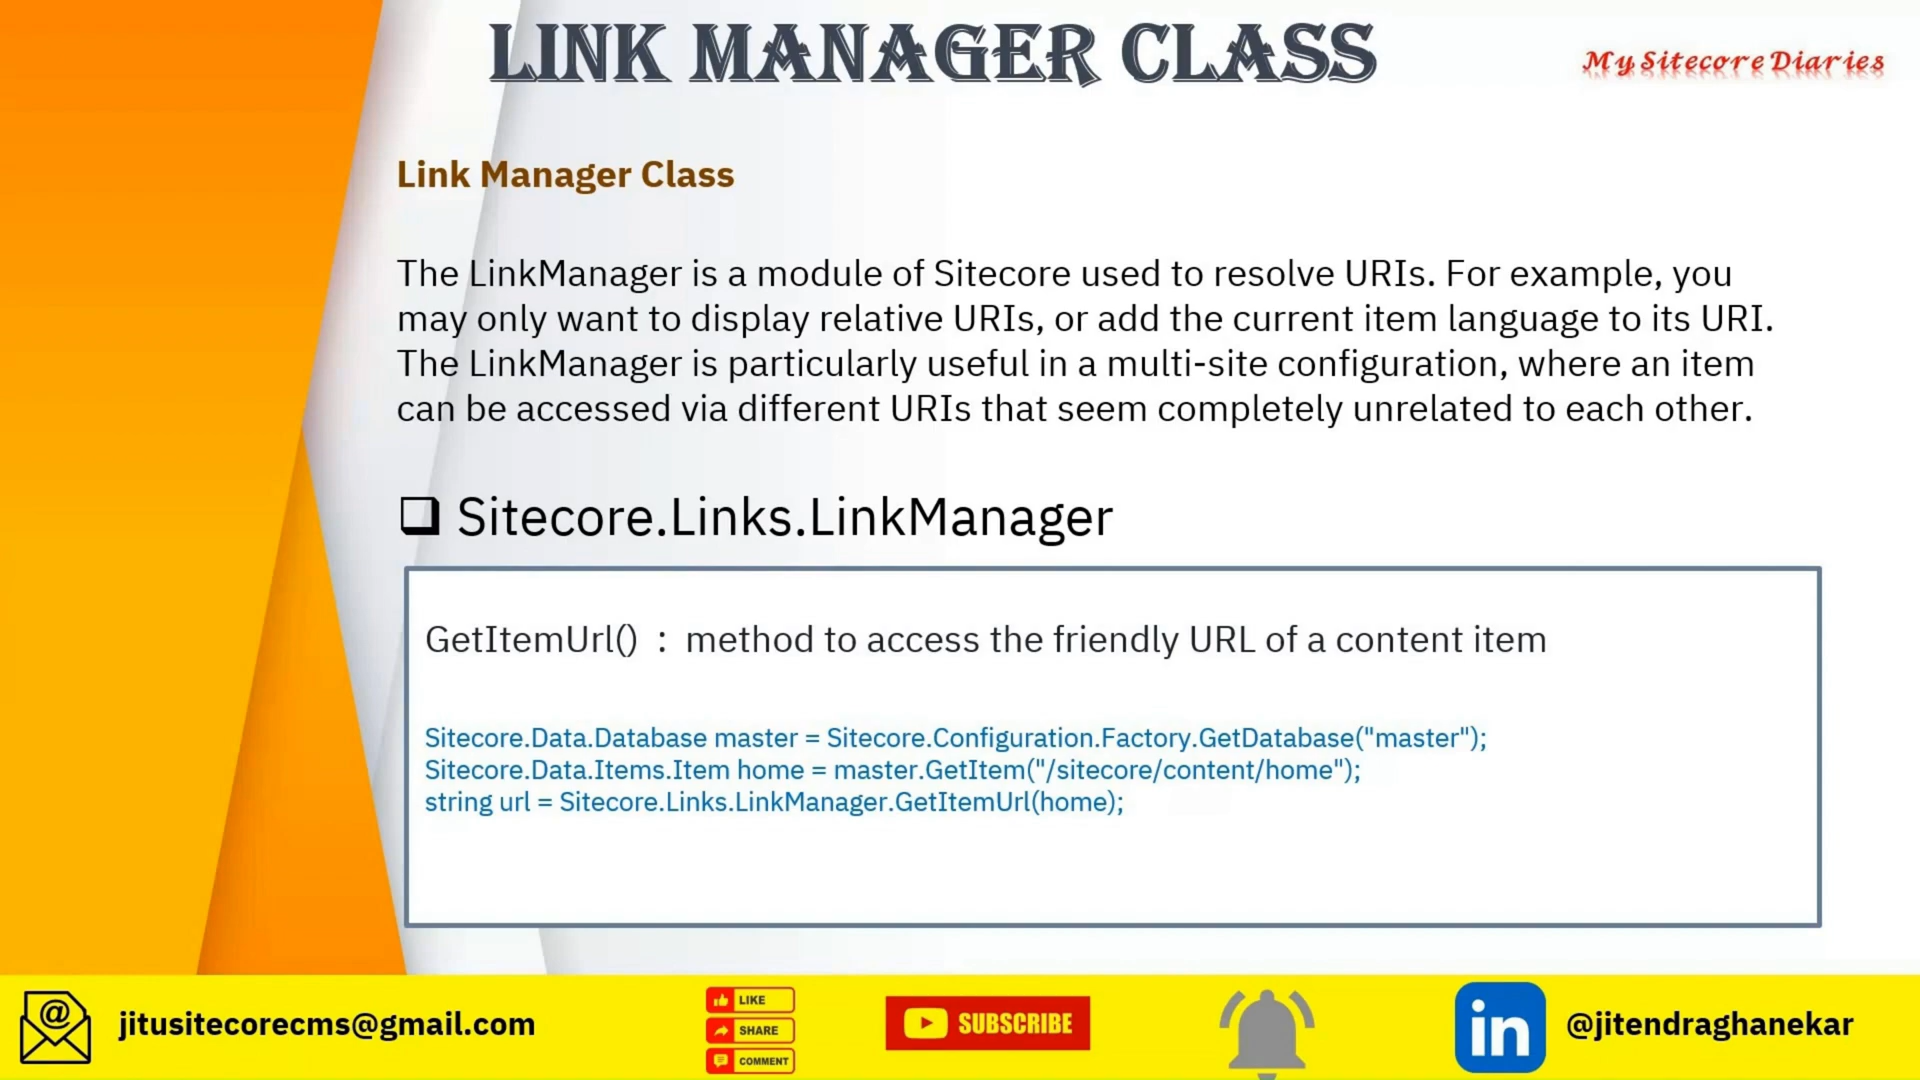 LINK MANAGER CLASS
My Sitecore Diaries
Link Manager Class
The LinkManager is a module of Sitecore used to resolve URIs. For example, you
may only want to display relative URIs, or add the current item language to its URI.
The LinkManager is particularly useful in a multi-site configuration, where an item
can be accessed via different URIs that seem completely unrelated to each other.
Sitecore.Links.LinkManager
GetItemUrl() : method to access the friendly URL of a content item
Sitecore.Data.Database master = Sitecore.Configuration.Factory.GetDatabase("master");
Sitecore.Data.Items.Item home = master.GetItem("/sitecore/content/home");
string url = Sitecore.Links.LinkManager.GetItemUrl(home);
jitusitecorecms@gmail.com
LIKE
SHARE
COMMENT
SUBSCRIBE
in
@jitendraghanekar